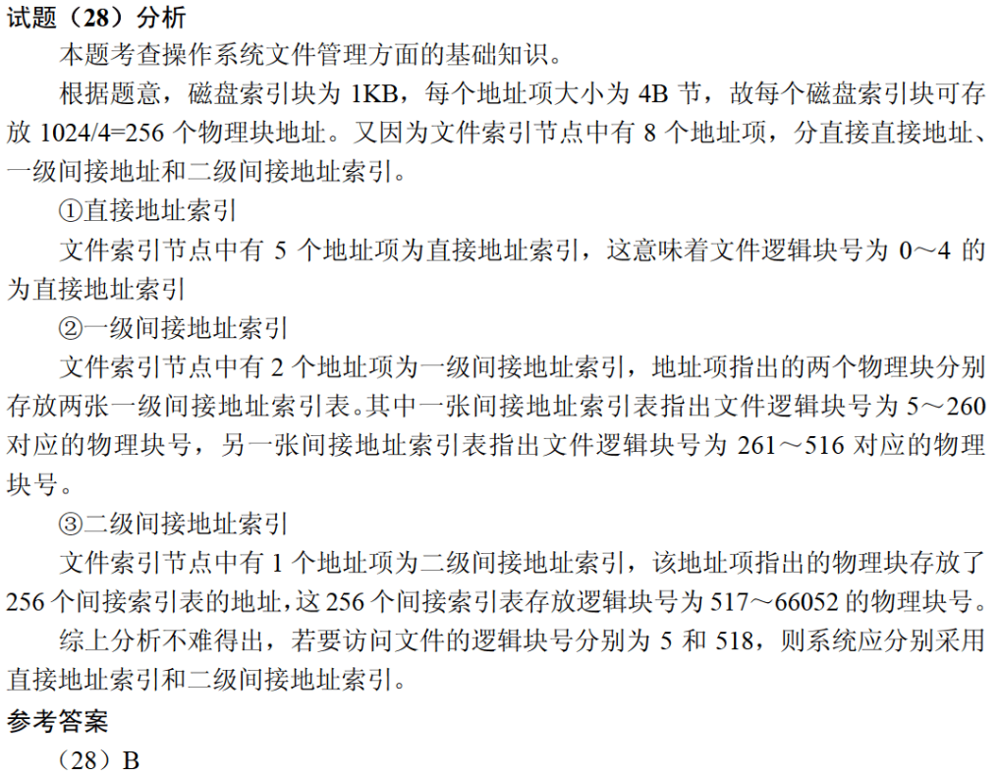 试题（28）分析
本题考查操作系统文件管理方面的基础知识。
根据题意，磁盘索引块为 1KB，每个地址项大小为 4B 节，故每个磁盘索引块可存
放 1024/4=256 个物理块地址。又因为文件索引节点中有 8 个地址项，分直接直接地址、
一级间接地址和二级间接地址索引。
①直接地址索引
文件索引节点中有 5 个地址项为直接地址索引，这意味着文件逻辑块号为 0～4 的
为直接地址索引
②一级间接地址索引
文件索引节点中有 2 个地址项为一级间接地址索引，地址项指出的两个物理块分别
存放两张一级间接地址索引表。其中一张间接地址索引表指出文件逻辑块号为 5～260
对应的物理块号，另一张间接地址索引表指出文件逻辑块号为 261～516 对应的物理
块号。
③二级间接地址索引
文件索引节点中有 1 个地址项为二级间接地址索引，该地址项指出的物理块存放了
256 个间接索引表的地址，这 256 个间接索引表存放逻辑块号为 517～66052 的物理块号。
综上分析不难得出，若要访问文件的逻辑块号分别为 5 和 518，则系统应分别采用
直接地址索引和二级间接地址索引。
参考答案
（28）B